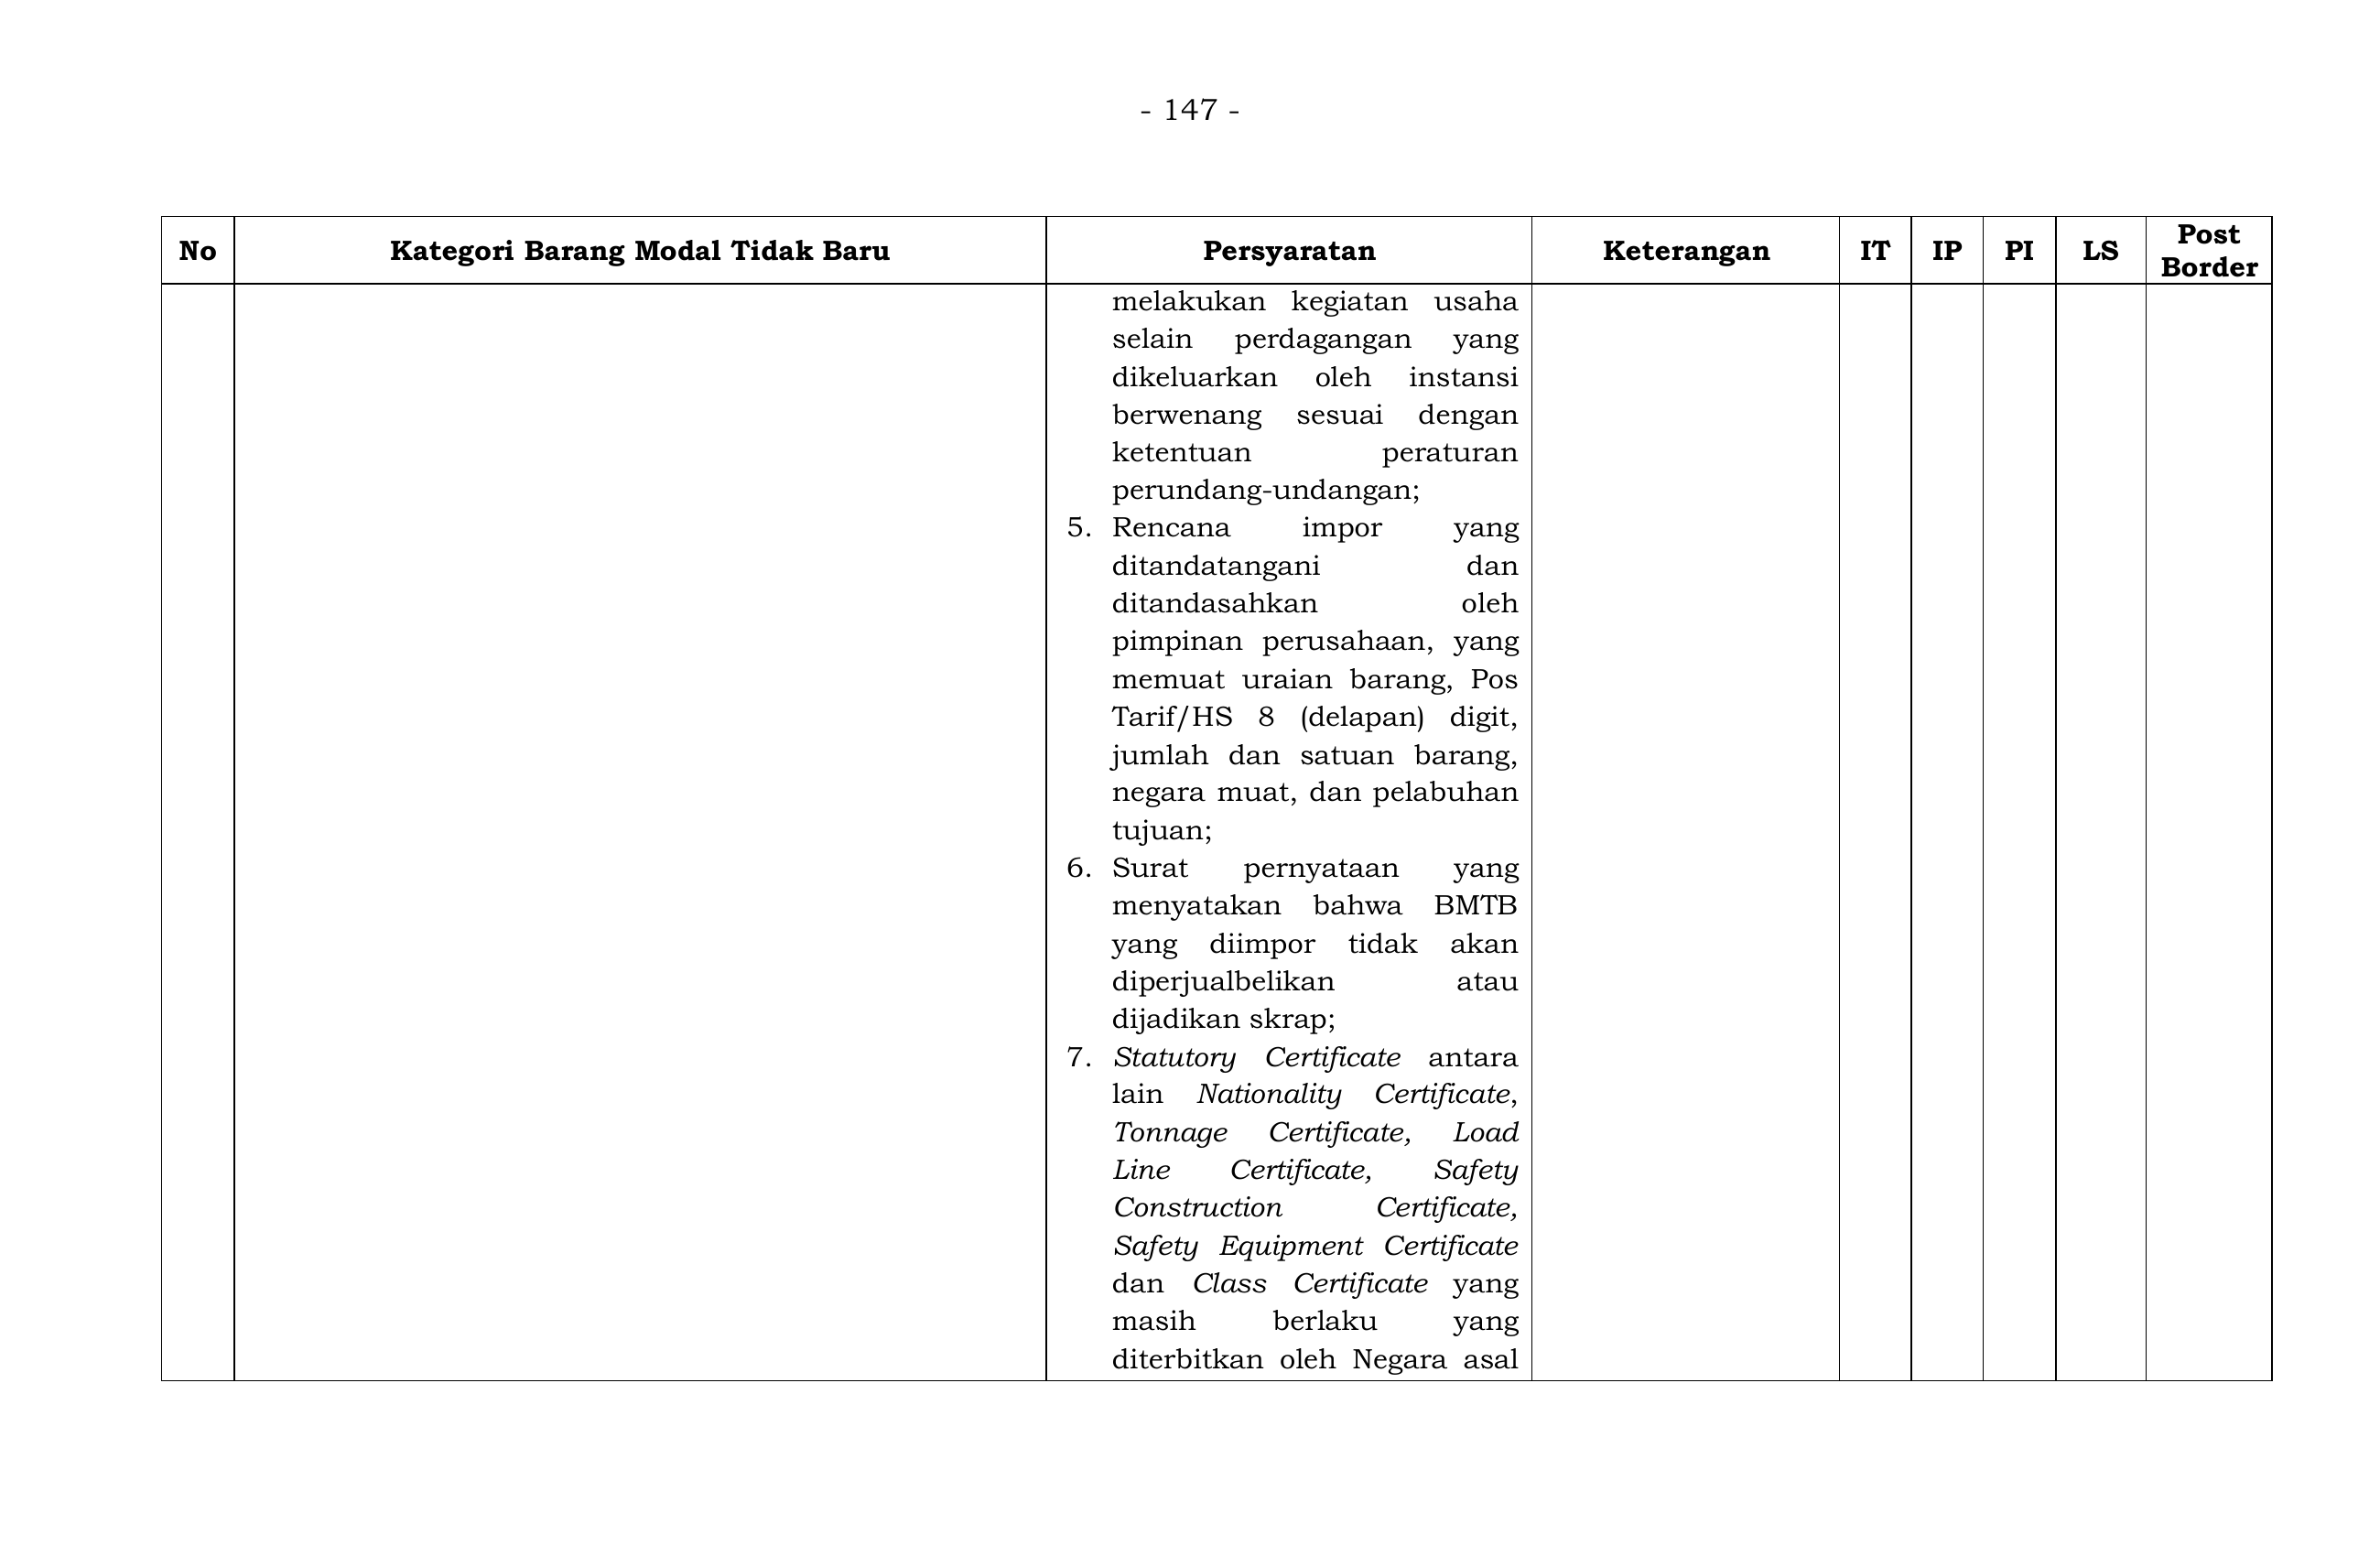 - 147 -
No Kategori Barang Modal Tidak Baru Persyaratan Keterangan IT IP PI LS Post Border
melakukan kegiatan usaha
selain perdagangan yang
dikeluarkan oleh instansi
berwenang sesuai dengan
ketentuan peraturan
perundang-undangan;
5. Rencana impor yang
ditandatangani dan
ditandasahkan oleh
pimpinan perusahaan, yang
memuat uraian barang, Pos
Tarif/HS 8 (delapan) digit,
jumlah dan satuan barang,
negara muat, dan pelabuhan
tujuan;
6. Surat pernyataan yang
menyatakan bahwa BMTB
yang diimpor tidak akan
diperjualbelikan atau
dijadikan skrap;
7. Statutory Certificate antara
lain Nationality Certificate,
Tonnage Certificate, Load
Line Certificate, Safety
Construction Certificate,
Safety Equipment Certificate
dan Class Certificate yang
masih berlaku yang
diterbitkan oleh Negara asal